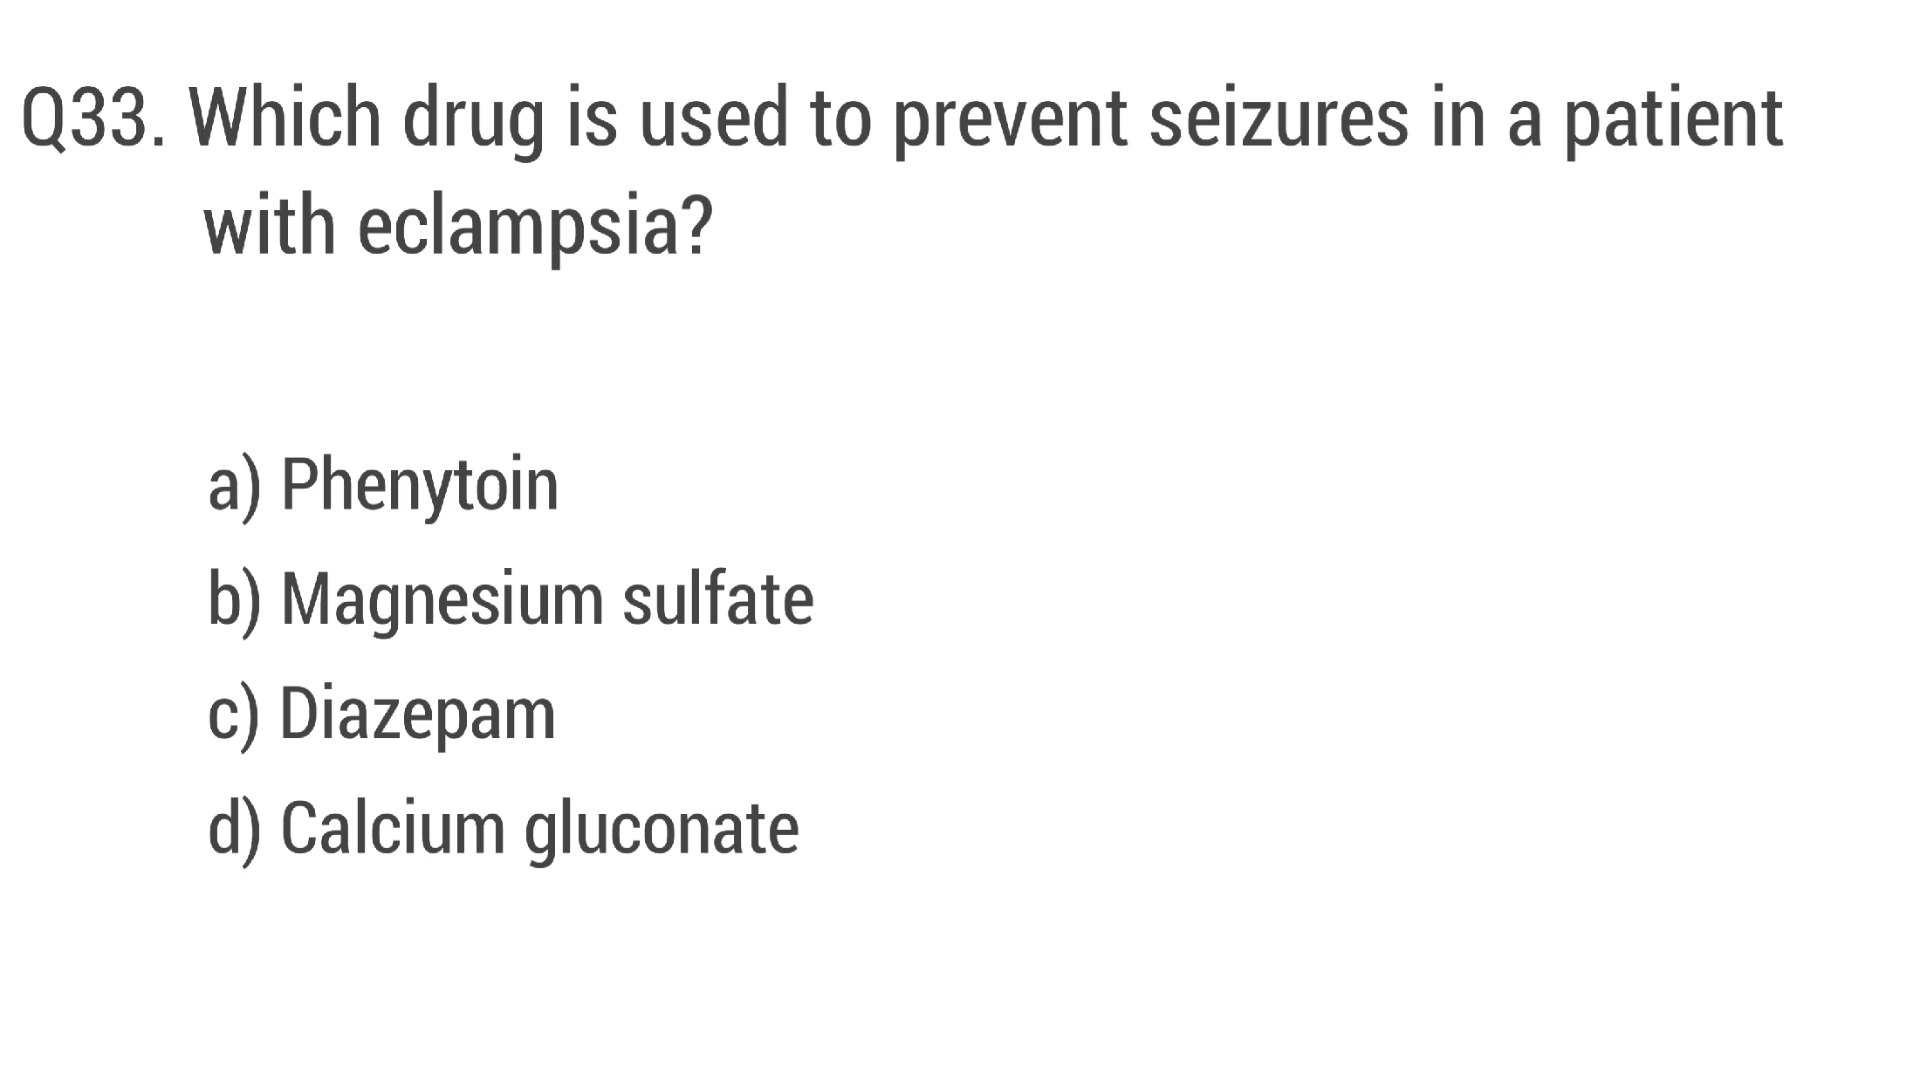 Q33. Which drug is used to prevent seizures in a patient
with eclampsia?
a) Phenytoin
b) Magnesium sulfate
c) Diazepam
d) Calcium gluconate